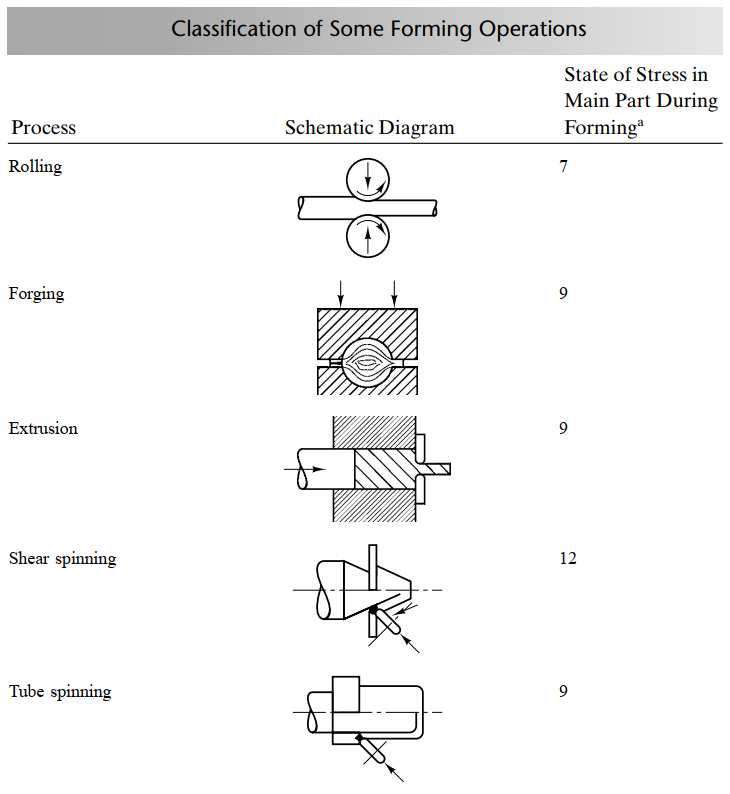 Classification of Some Forming Operations
State of Stress in
Main Part During
Process Schematic Diagram Formingᵃ
Rolling 7
Forging 9
Extrusion 9
Shear spinning 12
Tube spinning 9